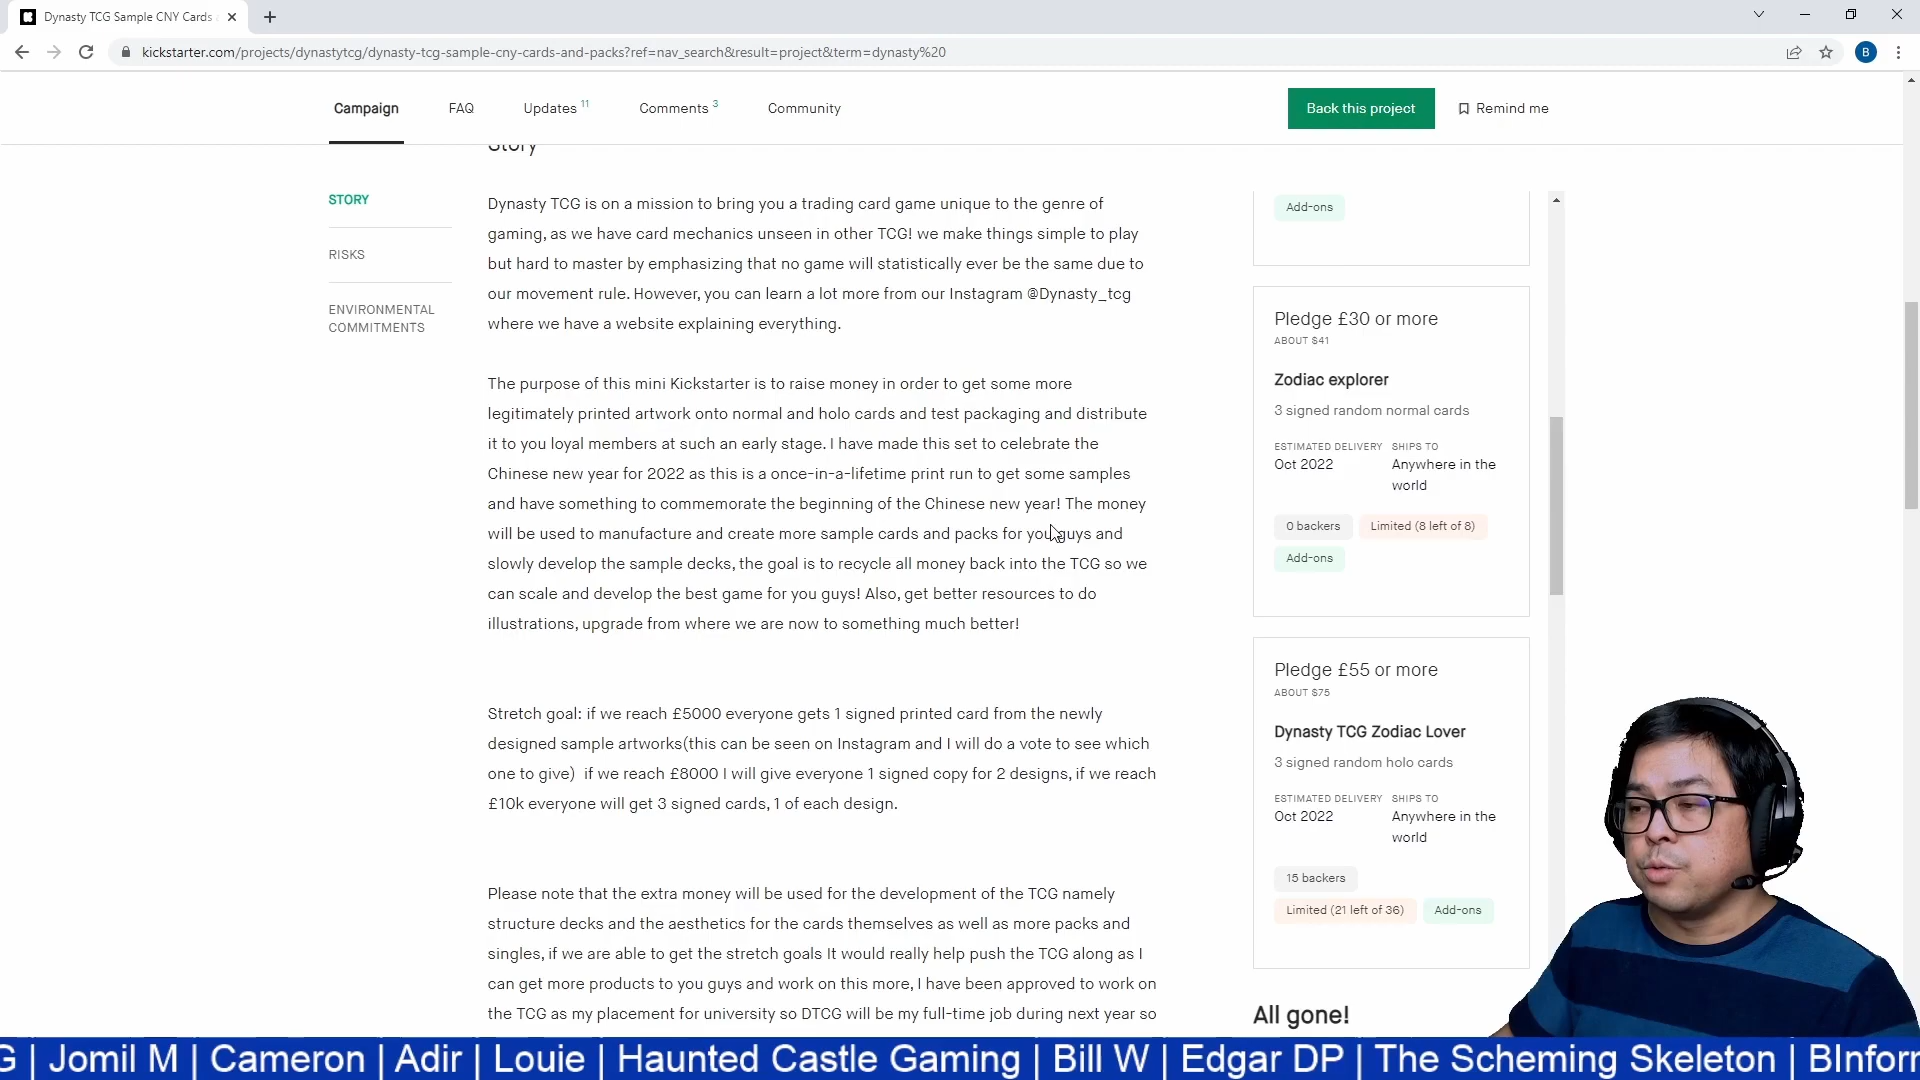 Dynasty TCG Sample CNY Cards
kickstarter.com/projects/dynastytcg/dynasty-tcg-sample-cny-cards-and-packs?ref=nav_search&result=project&term=dynasty%20
B
Campaign
FAQ
Updates 11
Comments 3
Community
Back this project
Remind me
Story
STORY
RISKS
ENVIRONMENTAL
COMMITMENTS
Dynasty TCG is on a mission to bring you a trading card game unique to the genre of
gaming, as we have card mechanics unseen in other TCG! we make things simple to play
but hard to master by emphasizing that no game will statistically ever be the same due to
our movement rule. However, you can learn a lot more from our Instagram @Dynasty_tcg
where we have a website explaining everything.
The purpose of this mini Kickstarter is to raise money in order to get some more
legitimately printed artwork onto normal and holo cards and test packaging and distribute
it to you loyal members at such an early stage. I have made this set to celebrate the
Chinese new year for 2022 as this is a once-in-a-lifetime print run to get some samples
and have something to commemorate the beginning of the Chinese new year! The money
will be used to manufacture and create more sample cards and packs for you guys and
slowly develop the sample decks, the goal is to recycle all money back into the TCG so we
can scale and develop the best game for you guys! Also, get better resources to do
illustrations, upgrade from where we are now to something much better!
Stretch goal: if we reach £5000 everyone gets 1 signed printed card from the newly
designed sample artworks(this can be seen on Instagram and I will do a vote to see which
one to give)  if we reach £8000 I will give everyone 1 signed copy for 2 designs, if we reach
£10k everyone will get 3 signed cards, 1 of each design.
Please note that the extra money will be used for the development of the TCG namely
structure decks and the aesthetics for the cards themselves as well as more packs and
singles, if we are able to get the stretch goals It would really help push the TCG along as I
can get more products to you guys and work on this more, I have been approved to work on
the TCG as my placement for university so DTCG will be my full-time job during next year so
Add-ons
Pledge £30 or more
ABOUT $41
Zodiac explorer
3 signed random normal cards
ESTIMATED DELIVERY SHIPS TO
Oct 2022 Anywhere in the
world
0 backers Limited (8 left of 8)
Add-ons
Pledge £55 or more
ABOUT $75
Dynasty TCG Zodiac Lover
3 signed random holo cards
ESTIMATED DELIVERY SHIPS TO
Oct 2022 Anywhere in the
world
15 backers
Limited (21 left of 36) Add-ons
All gone!
G | Jomil M | Cameron | Adir | Louie | Haunted Castle Gaming | Bill W | Edgar DP | The Scheming Skeleton | BInforr